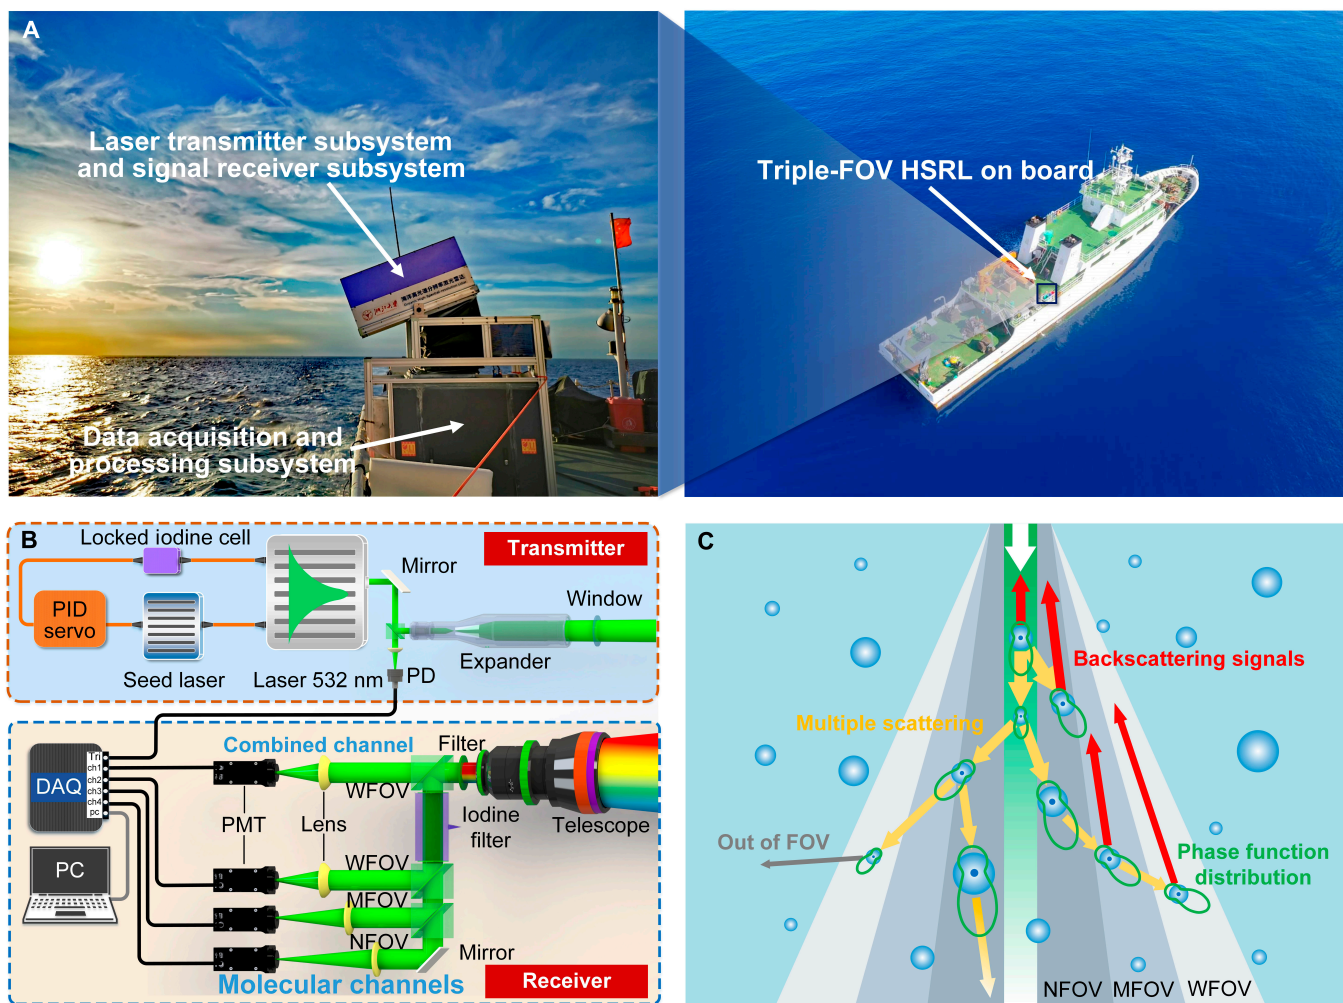 A
Laser transmitter subsystem
and signal receiver subsystem
Data acquisition and
processing subsystem
Triple-FOV HSRL on board
B
Locked iodine cell
Transmitter
Mirror
Window
PID
servo
Seed laser
Laser 532 nm
PD
Expander
Combined channel
Filter
DAQ
Tri
ch1
ch2
ch3
ch4
pc
WFOV
PMT
Lens
Iodine
filter
Telescope
PC
WFOV
MFOV
NFOV
Mirror
Molecular channels
Receiver
C
Backscattering signals
Multiple scattering
Out of FOV
Phase function
distribution
NFOV
MFOV
WFOV